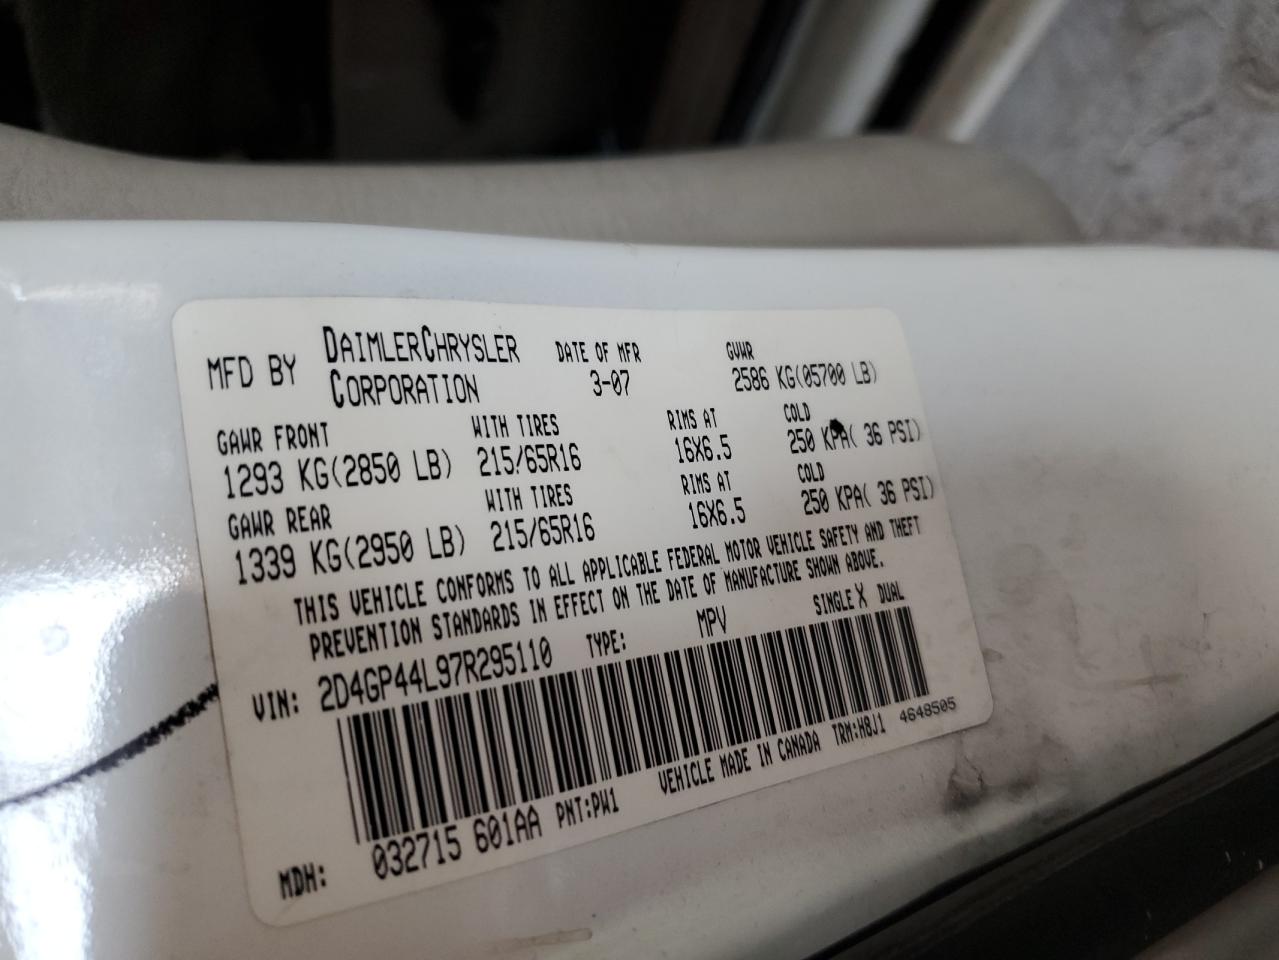 MFD BY DAIMLERCHRYSLER CORPORATION DATE OF MFR 3-07 GVWR 2586 KG(05700 LB)
GAWR FRONT WITH TIRES RIMS AT COLD
1293 KG(2850 LB) 215/65R16 16X6.5 250 KPA( 36 PSI)
GAWR REAR WITH TIRES RIMS AT COLD
1339 KG(2950 LB) 215/65R16 16X6.5 250 KPA( 36 PSI)
THIS VEHICLE CONFORMS TO ALL APPLICABLE FEDERAL MOTOR VEHICLE SAFETY AND THEFT
PREVENTION STANDARDS IN EFFECT ON THE DATE OF MANUFACTURE SHOWN ABOVE.
VIN: 2D4GP44L97R295110 TYPE: MPV SINGLE X DUAL
MDH: 032715 601AA PNT:PW1 VEHICLE MADE IN CANADA TRM:H8J1 4648505